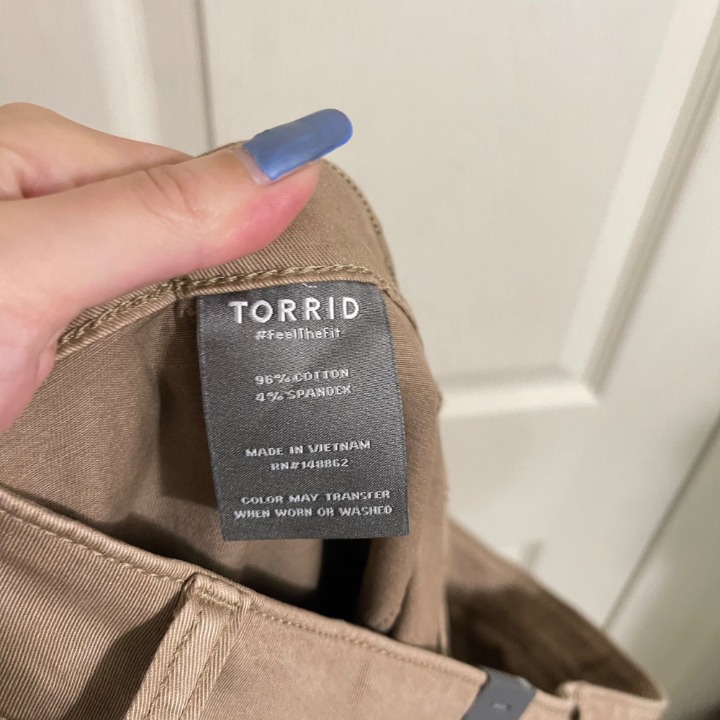 TORRID
#FeelTheFit
96% COTTON
4% SPANDEX
MADE IN VIETNAM
RN#148862
COLOR MAY TRANSFER
WHEN WORN OR WASHED